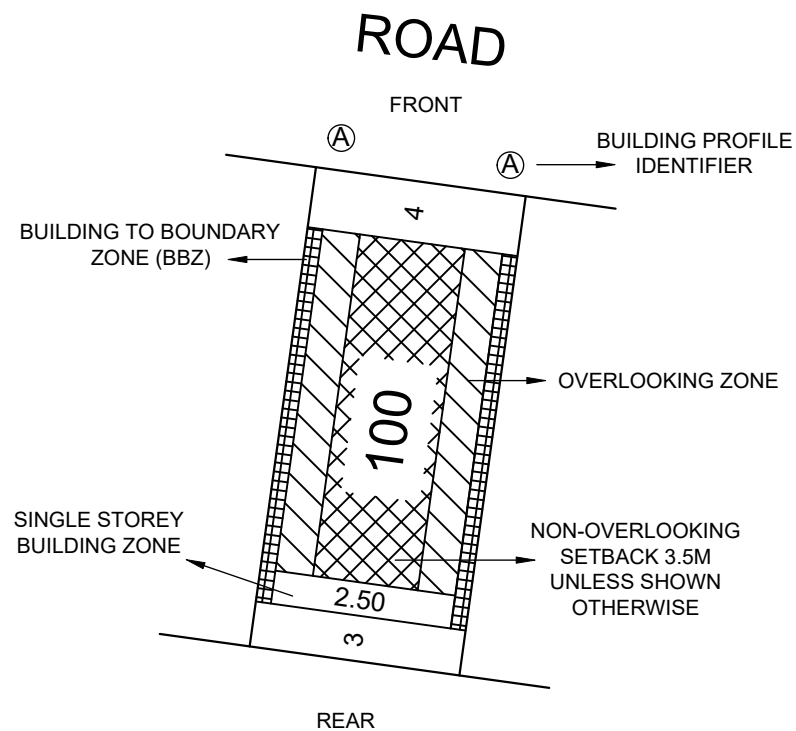 ROAD
FRONT
A
A
BUILDING PROFILE
IDENTIFIER
4
BUILDING TO BOUNDARY
ZONE (BBZ)
OVERLOOKING ZONE
100
SINGLE STOREY
BUILDING ZONE
NON-OVERLOOKING
SETBACK 3.5M
UNLESS SHOWN
OTHERWISE
2.50
3
REAR